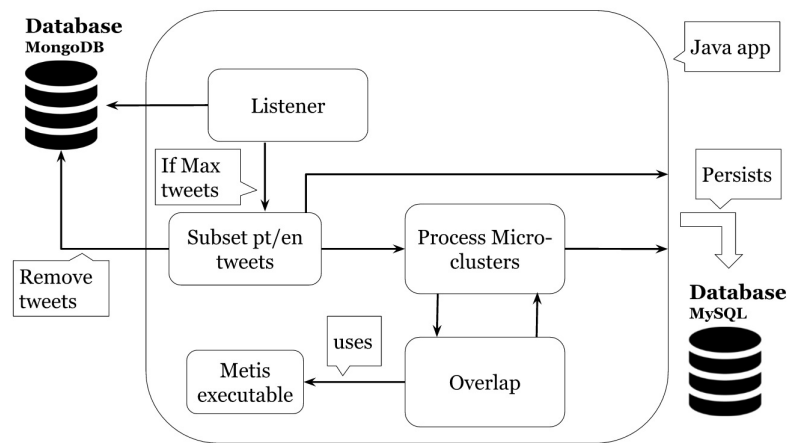 Database
MongoDB
Java app
Listener
If Max
tweets
Persists
Subset pt/en
tweets
Process Micro-
clusters
Remove
tweets
Database
MySQL
uses
Metis
executable
Overlap